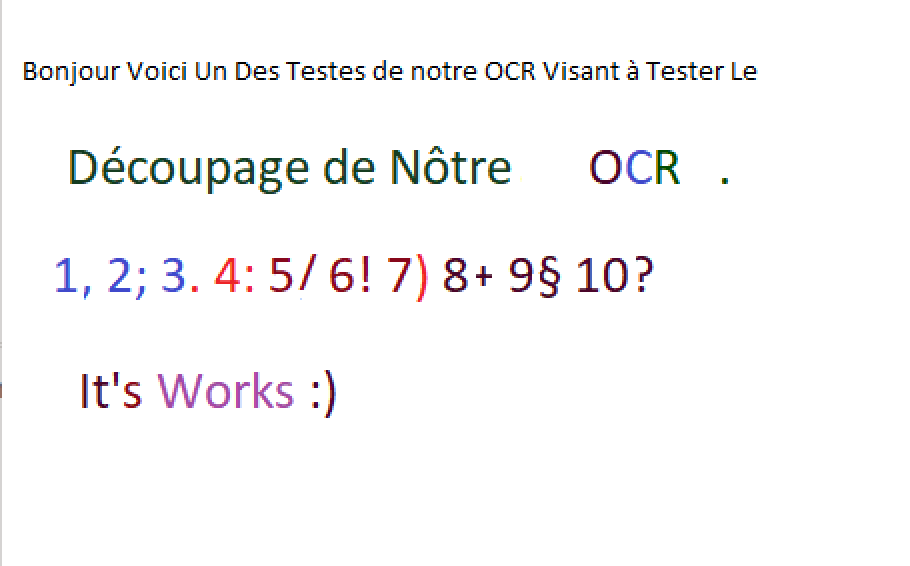 Bonjour Voici Un Des Testes de notre OCR Visant à Tester Le
Découpage de Nôtre OCR .
1, 2; 3. 4: 5/ 6! 7) 8+ 9§ 10?
It's Works :)